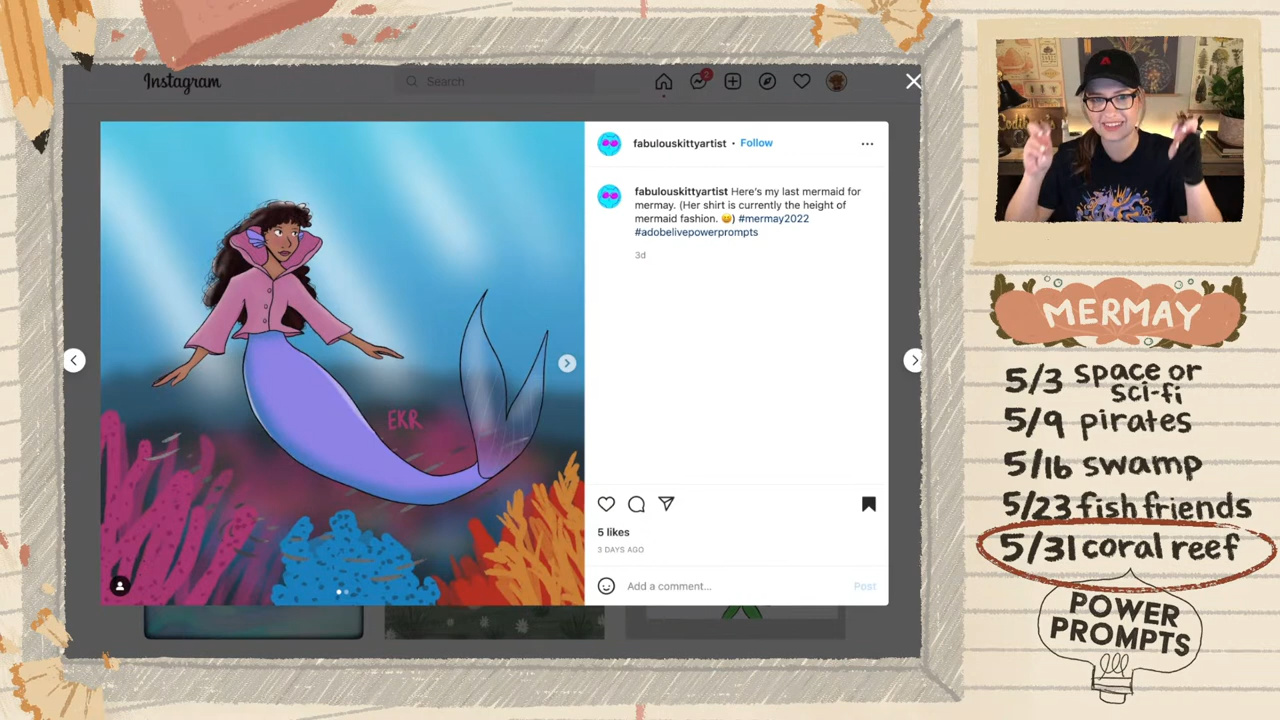 Instagram
Search
2
fabulouskittyartist • Follow
fabulouskittyartist Here's my last mermaid for
mermay. (Her shirt is currently the height of
mermaid fashion. 😄) #mermay2022
#adobelivepowerprompts
3d
EKR
5 likes
3 DAYS AGO
Add a comment...
Post
A
MERMAY
5/3 space or
sci-fi
5/9 pirates
5/16 swamp
5/23 fish friends
5/31 coral reef
POWER
PROMPTS